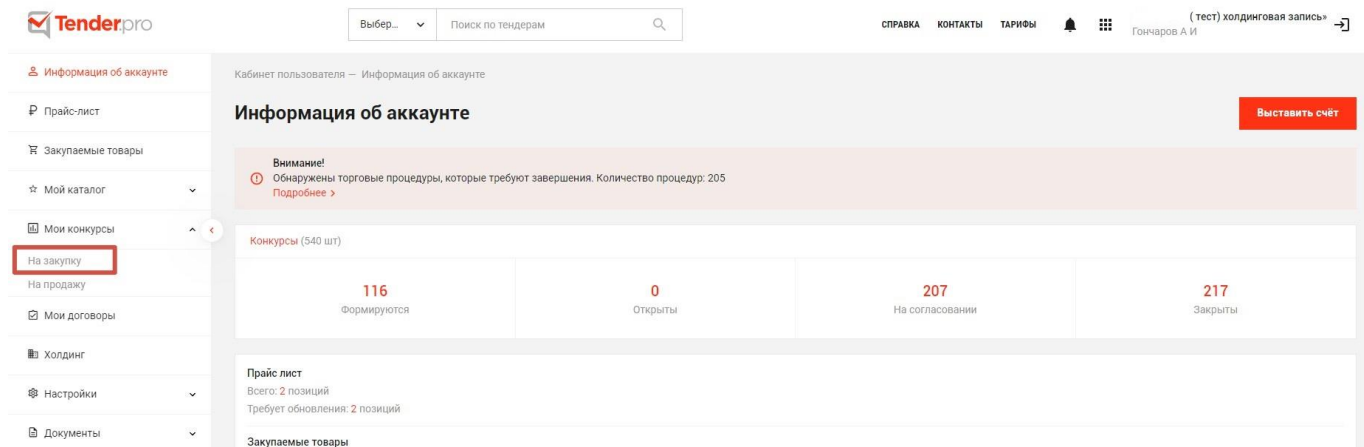 Tender.pro
Выбер...
Поиск по тендерам
СПРАВКА
КОНТАКТЫ
ТАРИФЫ
( тест) холдинговая запись»
Гончаров А И
Информация об аккаунте
Прайс-лист
Закупаемые товары
Мой каталог
Мои конкурсы
На закупку
На продажу
Мои договоры
Холдинг
Настройки
Документы
Кабинет пользователя — Информация об аккаунте
Информация об аккаунте
Выставить счёт
Внимание!
Обнаружены торговые процедуры, которые требуют завершения. Количество процедур: 205
Подробнее >
Конкурсы (540 шт)
116
Формируются
0
Открыты
207
На согласовании
217
Закрыты
Прайс лист
Всего: 2 позиций
Требует обновления: 2 позиций
Закупаемые товары